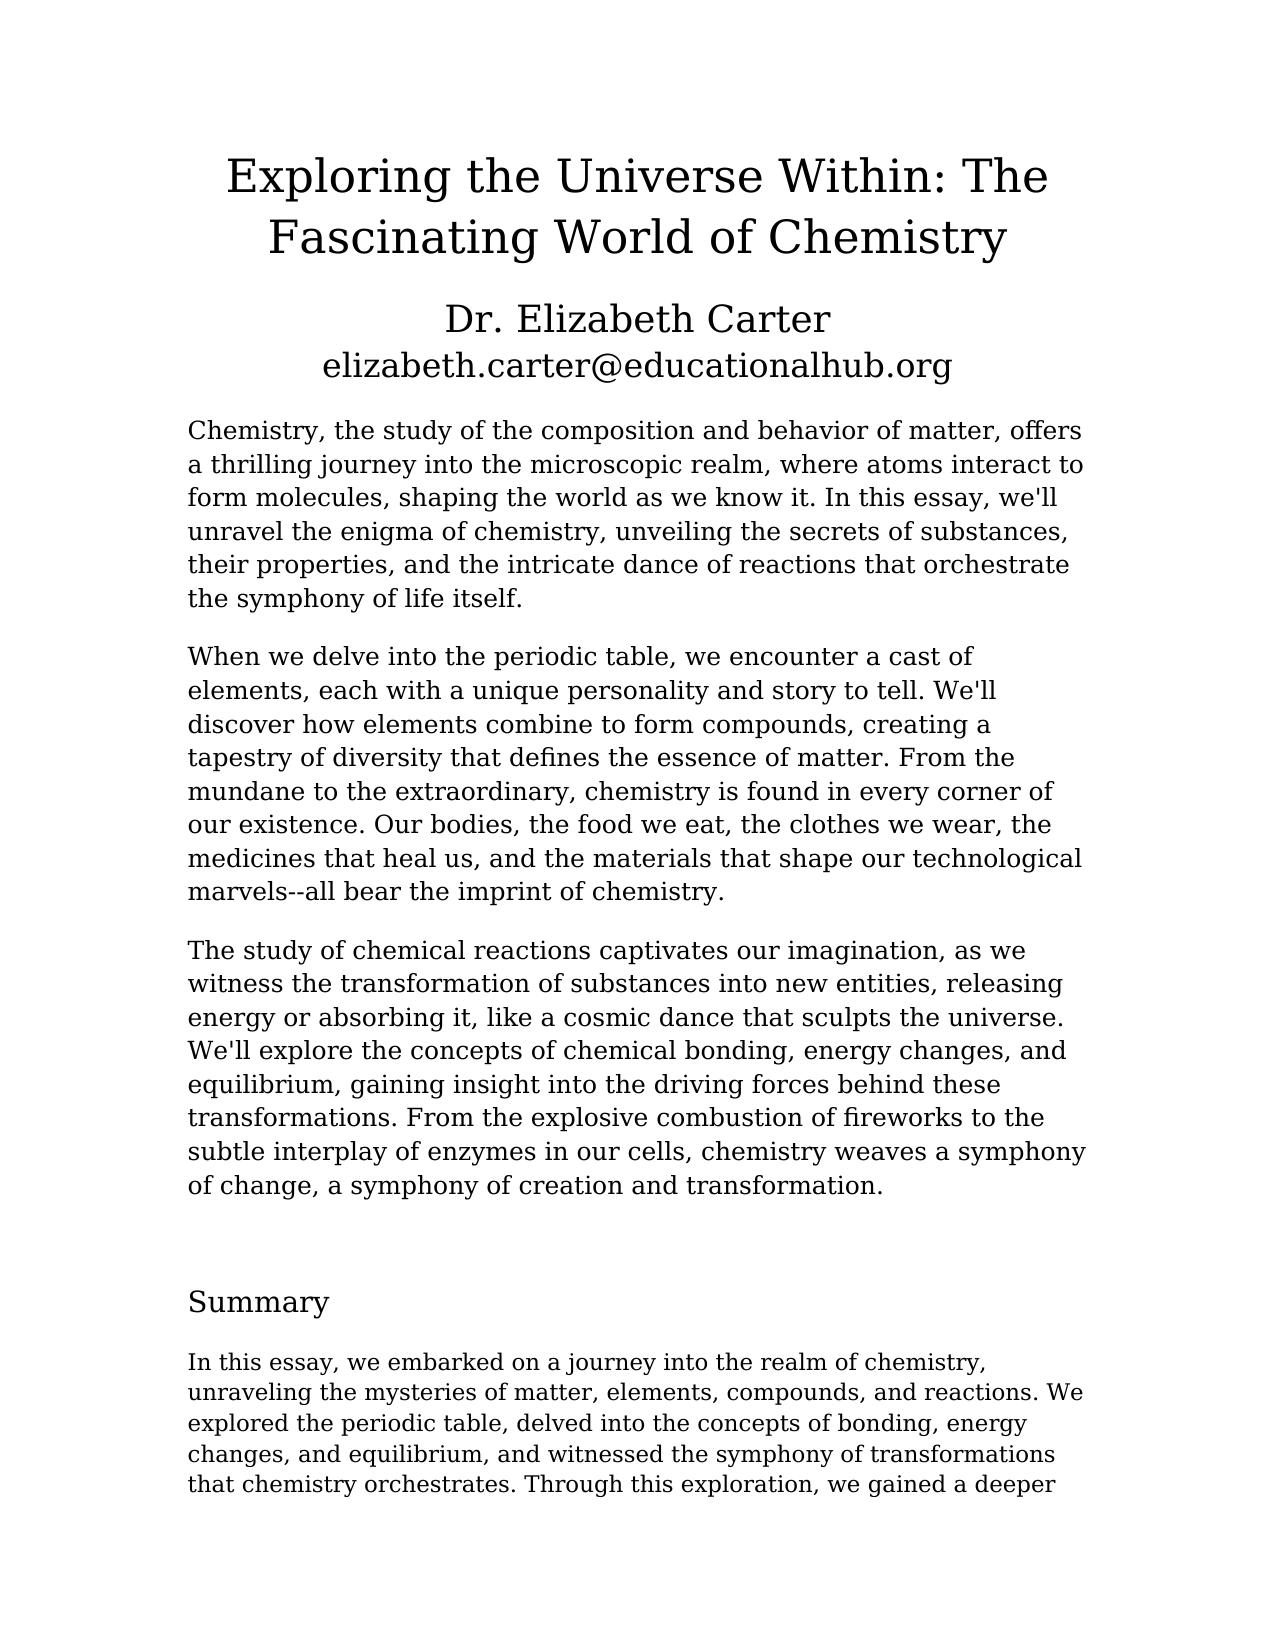 Exploring the Universe Within: The
Fascinating World of Chemistry
Dr. Elizabeth Carter
elizabeth.carter@educationalhub.org
Chemistry, the study of the composition and behavior of matter, offers
a thrilling journey into the microscopic realm, where atoms interact to
form molecules, shaping the world as we know it. In this essay, we'll
unravel the enigma of chemistry, unveiling the secrets of substances,
their properties, and the intricate dance of reactions that orchestrate
the symphony of life itself.
When we delve into the periodic table, we encounter a cast of
elements, each with a unique personality and story to tell. We'll
discover how elements combine to form compounds, creating a
tapestry of diversity that defines the essence of matter. From the
mundane to the extraordinary, chemistry is found in every corner of
our existence. Our bodies, the food we eat, the clothes we wear, the
medicines that heal us, and the materials that shape our technological
marvels--all bear the imprint of chemistry.
The study of chemical reactions captivates our imagination, as we
witness the transformation of substances into new entities, releasing
energy or absorbing it, like a cosmic dance that sculpts the universe.
We'll explore the concepts of chemical bonding, energy changes, and
equilibrium, gaining insight into the driving forces behind these
transformations. From the explosive combustion of fireworks to the
subtle interplay of enzymes in our cells, chemistry weaves a symphony
of change, a symphony of creation and transformation.
Summary
In this essay, we embarked on a journey into the realm of chemistry,
unraveling the mysteries of matter, elements, compounds, and reactions. We
explored the periodic table, delved into the concepts of bonding, energy
changes, and equilibrium, and witnessed the symphony of transformations
that chemistry orchestrates. Through this exploration, we gained a deeper